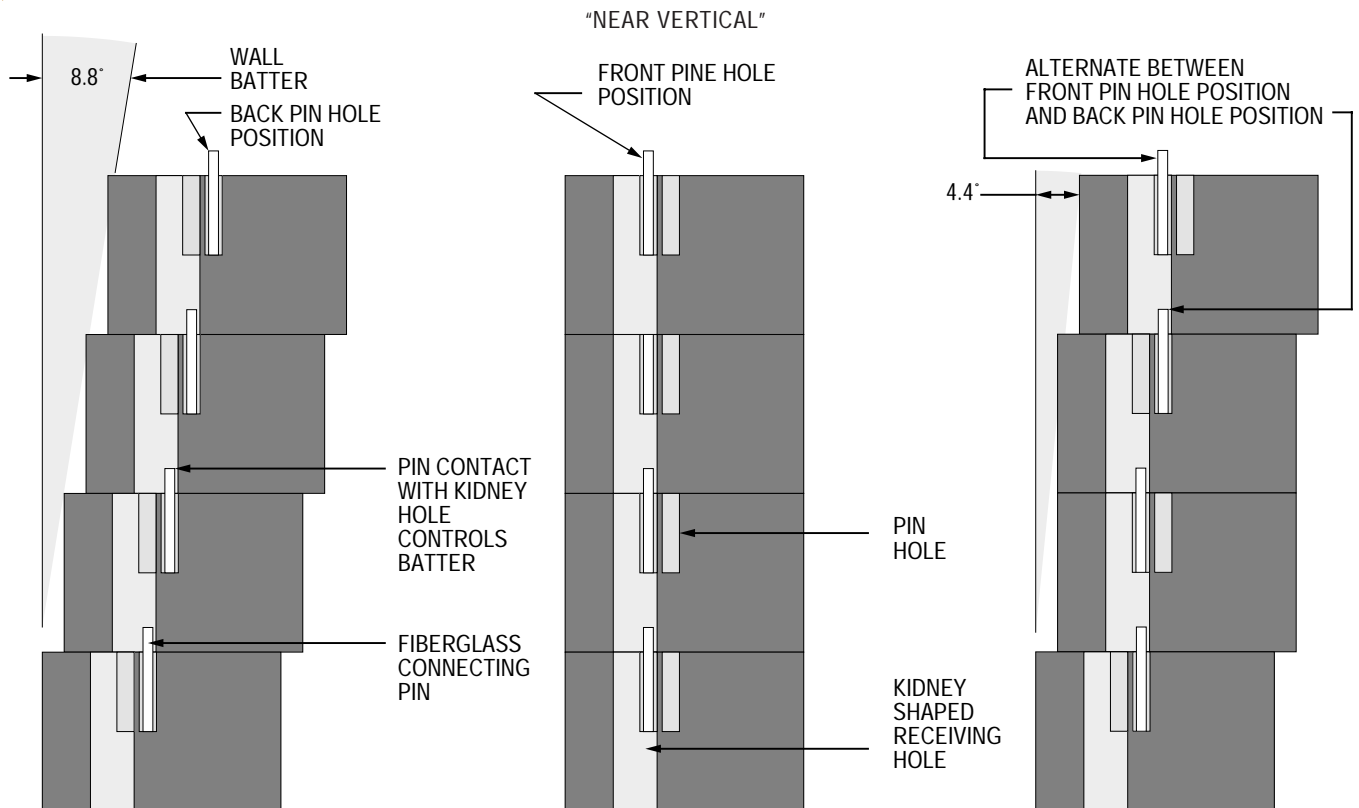 "NEAR VERTICAL"
8.8°
WALL
BATTER
BACK PIN HOLE
POSITION
PIN CONTACT
WITH KIDNEY
HOLE
CONTROLS
BATTER
FIBERGLASS
CONNECTING
PIN
FRONT PINE HOLE
POSITION
PIN
HOLE
KIDNEY
SHAPED
RECEIVING
HOLE
ALTERNATE BETWEEN
FRONT PIN HOLE POSITION
AND BACK PIN HOLE POSITION
4.4°